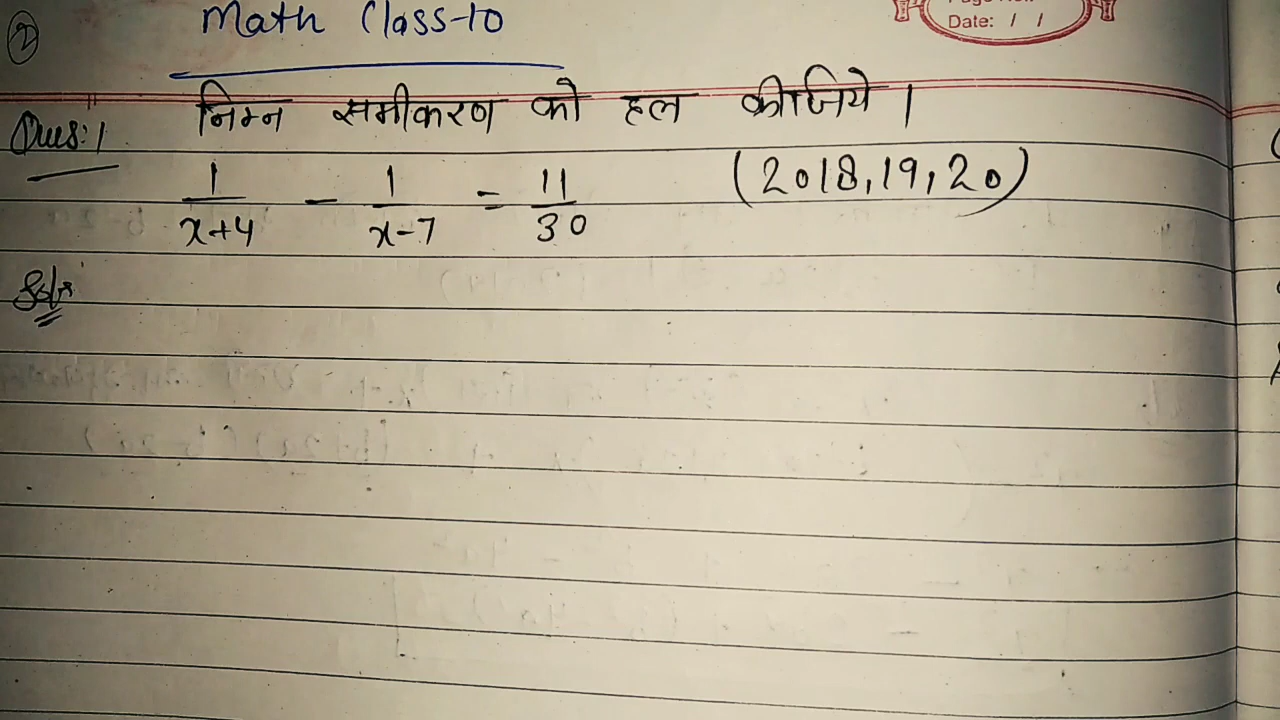 2
Math Class-10
Date: / /
Ques:1 निम्न समीकरण को हल कीजिये ।
1/(x+4) - 1/(x-7) = 11/30 (2018,19,20)